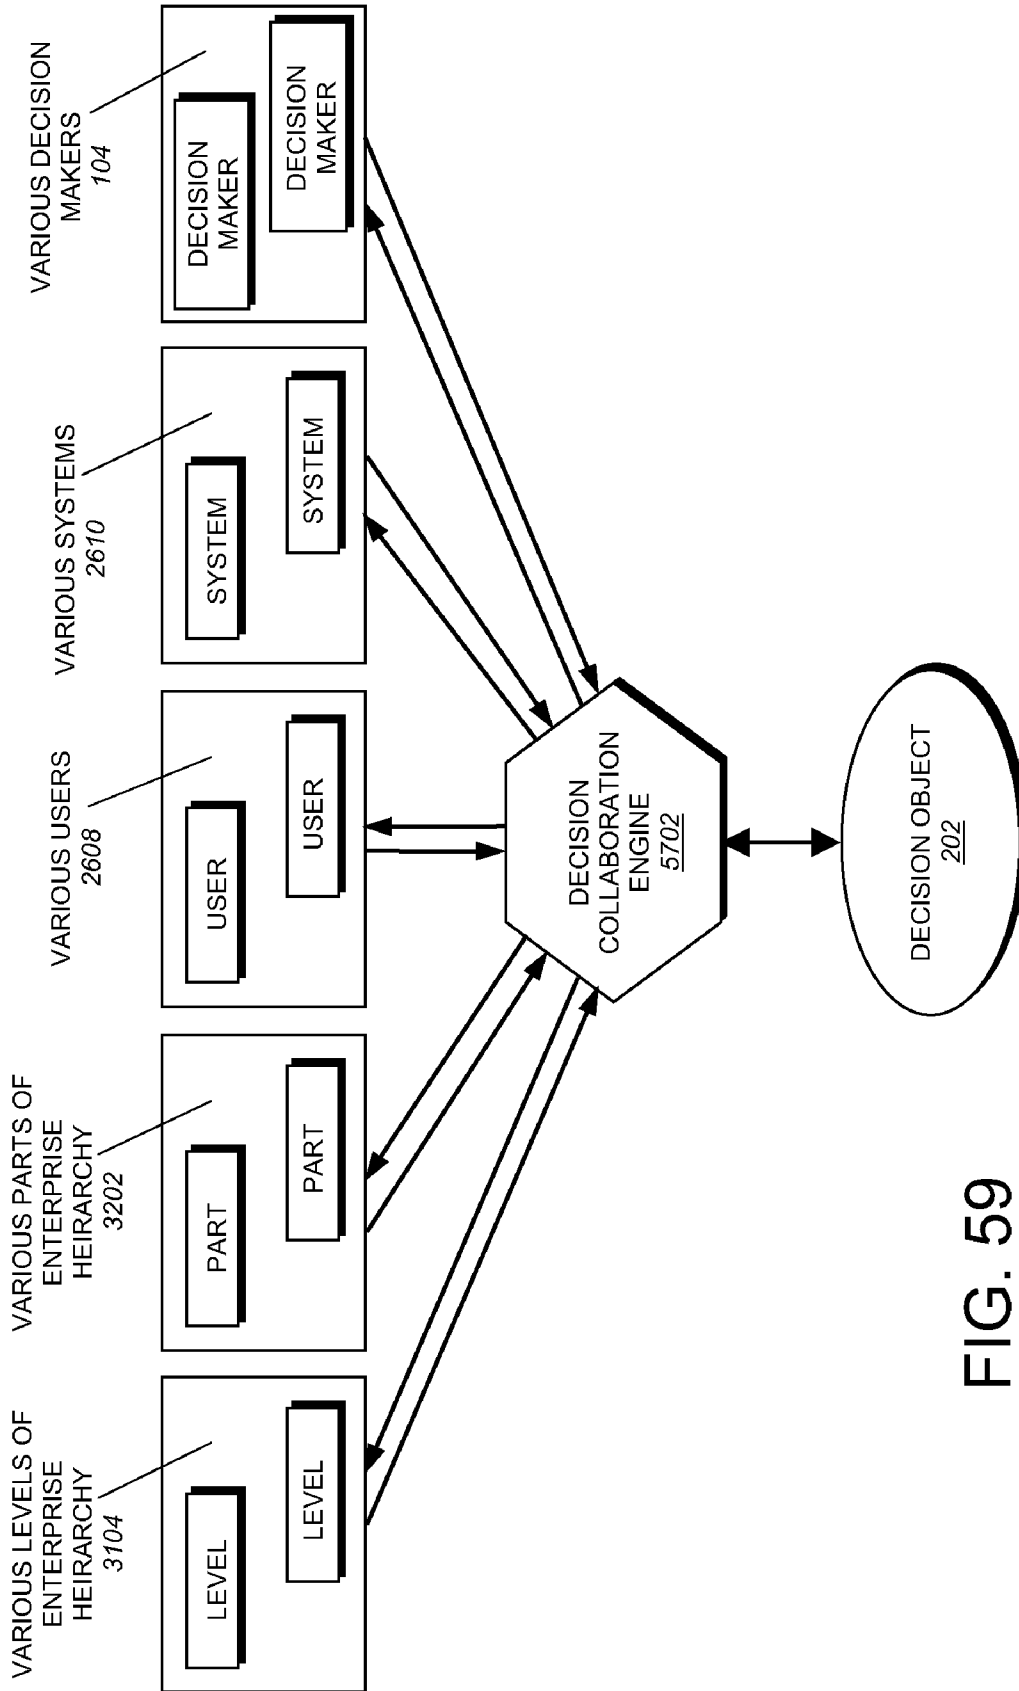 VARIOUS LEVELS OF
ENTERPRISE
HEIRARCHY
3104
LEVEL
LEVEL
VARIOUS PARTS OF
ENTERPRISE
HEIRARCHY
3202
PART
PART
VARIOUS USERS
2608
USER
USER
VARIOUS SYSTEMS
2610
SYSTEM
SYSTEM
VARIOUS DECISION
MAKERS
104
DECISION
MAKER
DECISION
MAKER
DECISION
COLLABORATION
ENGINE
5702
DECISION OBJECT
202
FIG. 59